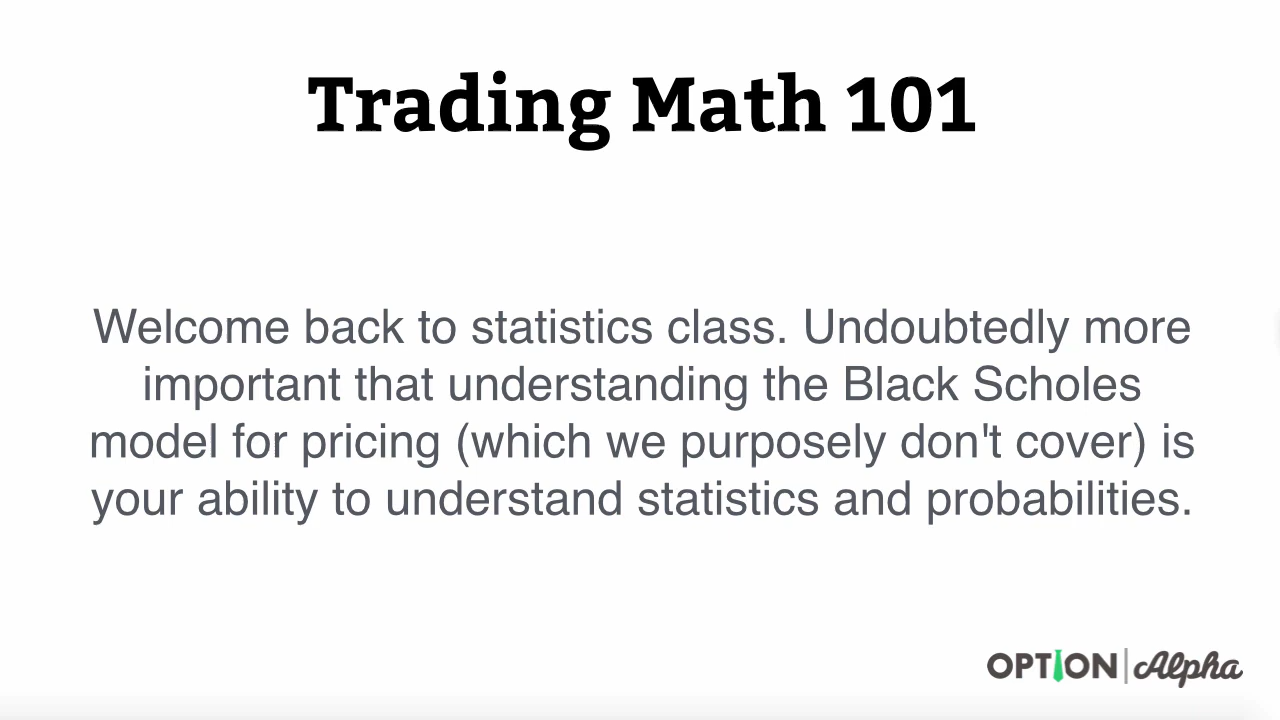 Trading Math 101
Welcome back to statistics class. Undoubtedly more
important that understanding the Black Scholes
model for pricing (which we purposely don't cover) is
your ability to understand statistics and probabilities.
OPTION | Alpha